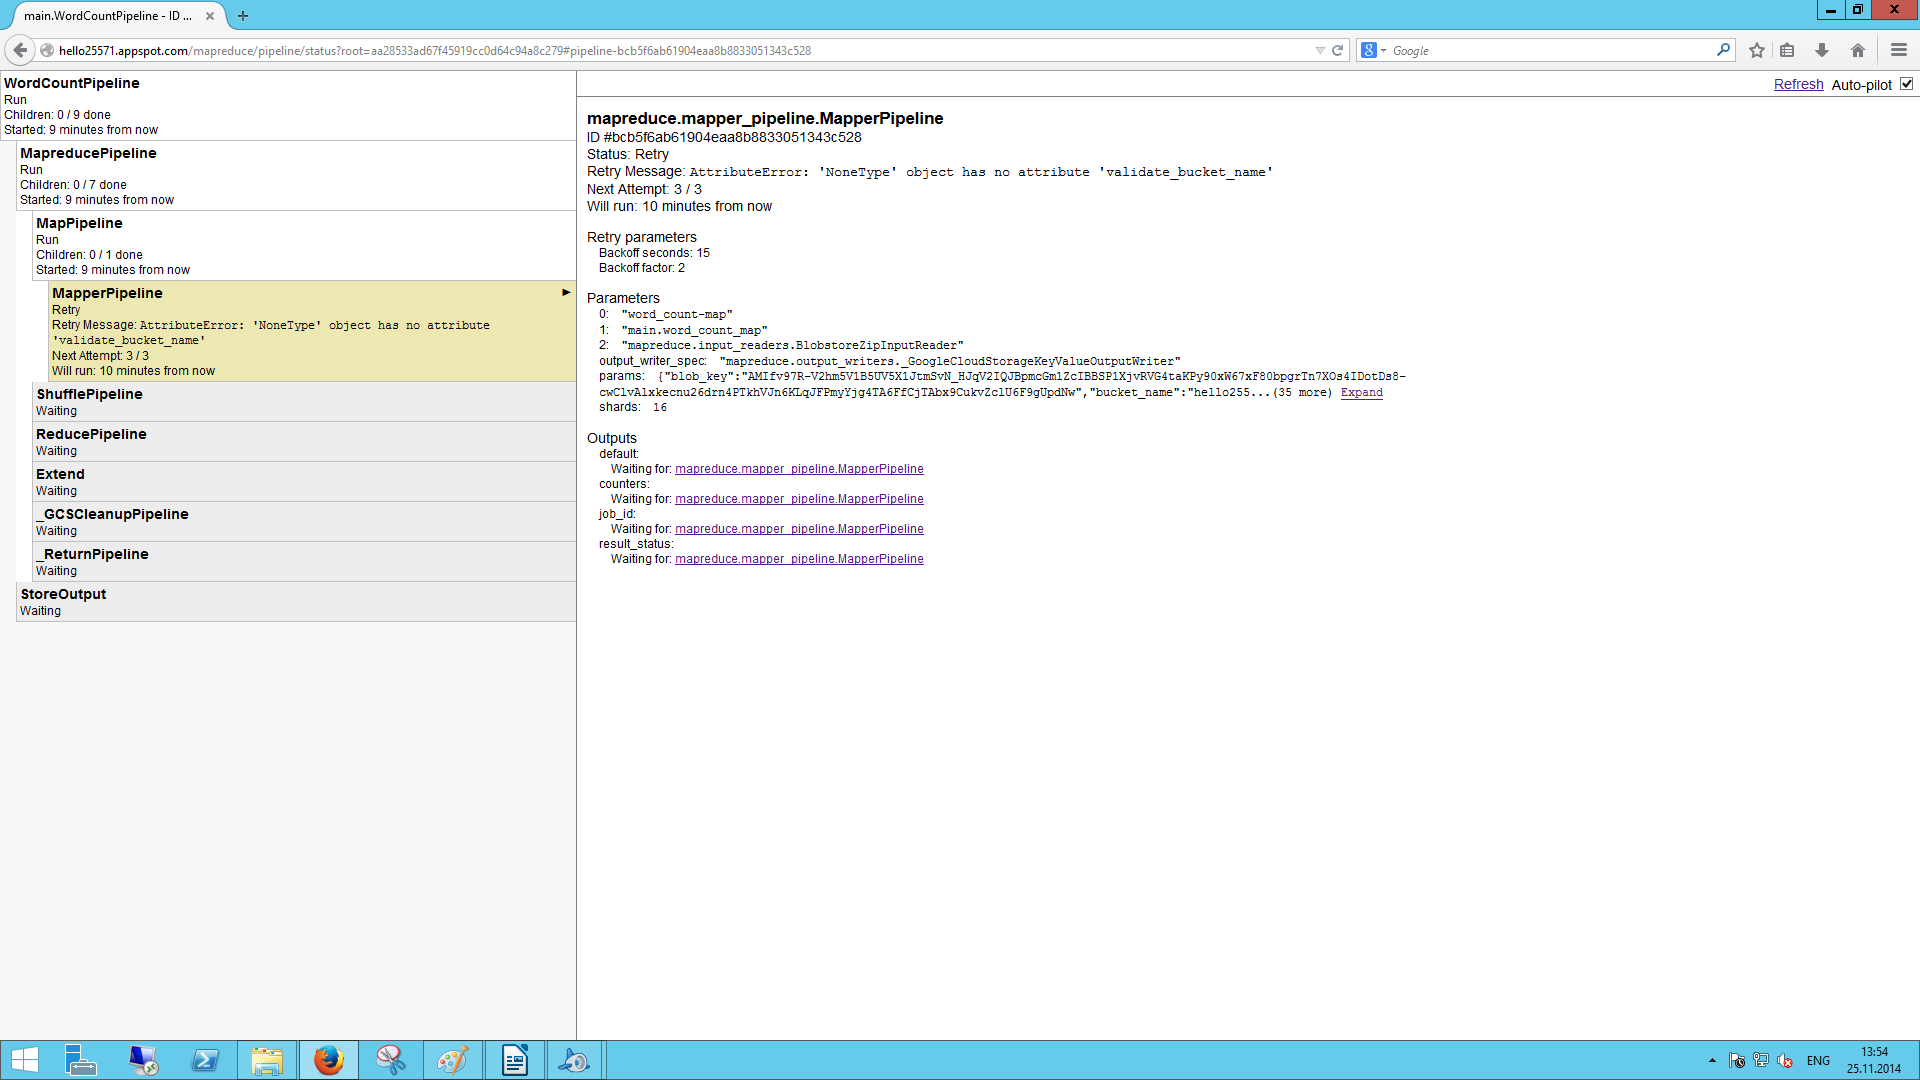 main.WordCountPipeline - ID ...
hello25571.appspot.com/mapreduce/pipeline/status?root=aa28533ad67f45919cc0d64c94a8c279#pipeline-bcb5f6ab61904eaa8b8833051343c528
Google
WordCountPipeline
Run
Children: 0 / 9 done
Started: 9 minutes from now
MapreducePipeline
Run
Children: 0 / 7 done
Started: 9 minutes from now
MapPipeline
Run
Children: 0 / 1 done
Started: 9 minutes from now
MapperPipeline
Retry
Retry Message: AttributeError: 'NoneType' object has no attribute
'validate_bucket_name'
Next Attempt: 3 / 3
Will run: 10 minutes from now
ShufflePipeline
Waiting
ReducePipeline
Waiting
Extend
Waiting
_GCSCleanupPipeline
Waiting
_ReturnPipeline
Waiting
StoreOutput
Waiting
Refresh Auto-pilot
mapreduce.mapper_pipeline.MapperPipeline
ID #bcb5f6ab61904eaa8b8833051343c528
Status: Retry
Retry Message: AttributeError: 'NoneType' object has no attribute 'validate_bucket_name'
Next Attempt: 3 / 3
Will run: 10 minutes from now
Retry parameters
Backoff seconds: 15
Backoff factor: 2
Parameters
0: "word_count-map"
1: "main.word_count_map"
2: "mapreduce.input_readers.BlobstoreZipInputReader"
output_writer_spec: "mapreduce.output_writers._GoogleCloudStorageKeyValueOutputWriter"
params: {"blob_key":"AMIfv97R-V2hm5V1B5UV5X1JtmSvN_HJqV2IQJBpmcGm1ZcIBBSP1XjvRVG4taKPy90xW67xF80bpgrTn7XOs4IDotDs8-
cwClvAlxkecnu26drn4PTkhVJn6KLqJFPmyYjg4TA6FfCjTAbx9CukvZclU6F9gUpdNw","bucket_name":"hello255...(35 more) Expand
shards: 16
Outputs
default:
Waiting for: mapreduce.mapper_pipeline.MapperPipeline
counters:
Waiting for: mapreduce.mapper_pipeline.MapperPipeline
job_id:
Waiting for: mapreduce.mapper_pipeline.MapperPipeline
result_status:
Waiting for: mapreduce.mapper_pipeline.MapperPipeline
ENG
13:54
25.11.2014